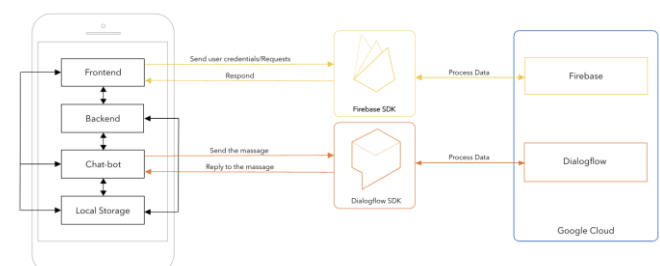 Frontend
Backend
Chat-bot
Local Storage
Send user credentials/Requests
Respond
Send the massage
Reply to the massage
Firebase SDK
Dialogflow SDK
Process Data
Process Data
Firebase
Dialogflow
Google Cloud